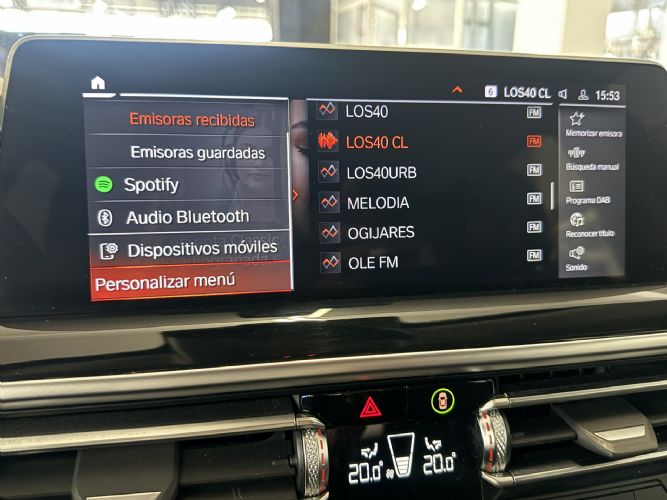 6 LOS40 CL 15:53
Emisoras recibidas
Emisoras guardadas
Spotify
Audio Bluetooth
Dispositivos móviles
Personalizar menú
LOS40 FM
LOS40 CL FM
LOS40URB FM
MELODIA FM
OGIJARES FM
OLE FM FM
Memorizar emisora
Búsqueda manual
Programa DAB
Reconocer título
Sonido
20.0 20.0